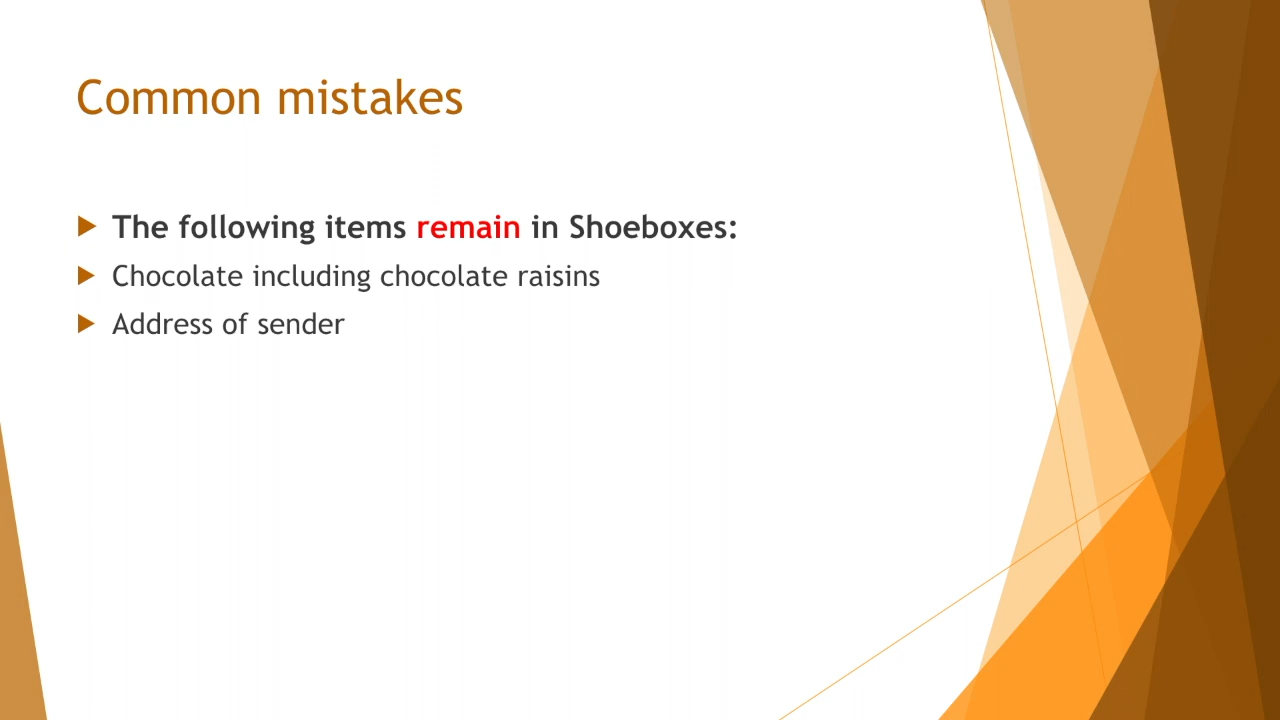 Common mistakes
The following items remain in Shoeboxes:
Chocolate including chocolate raisins
Address of sender